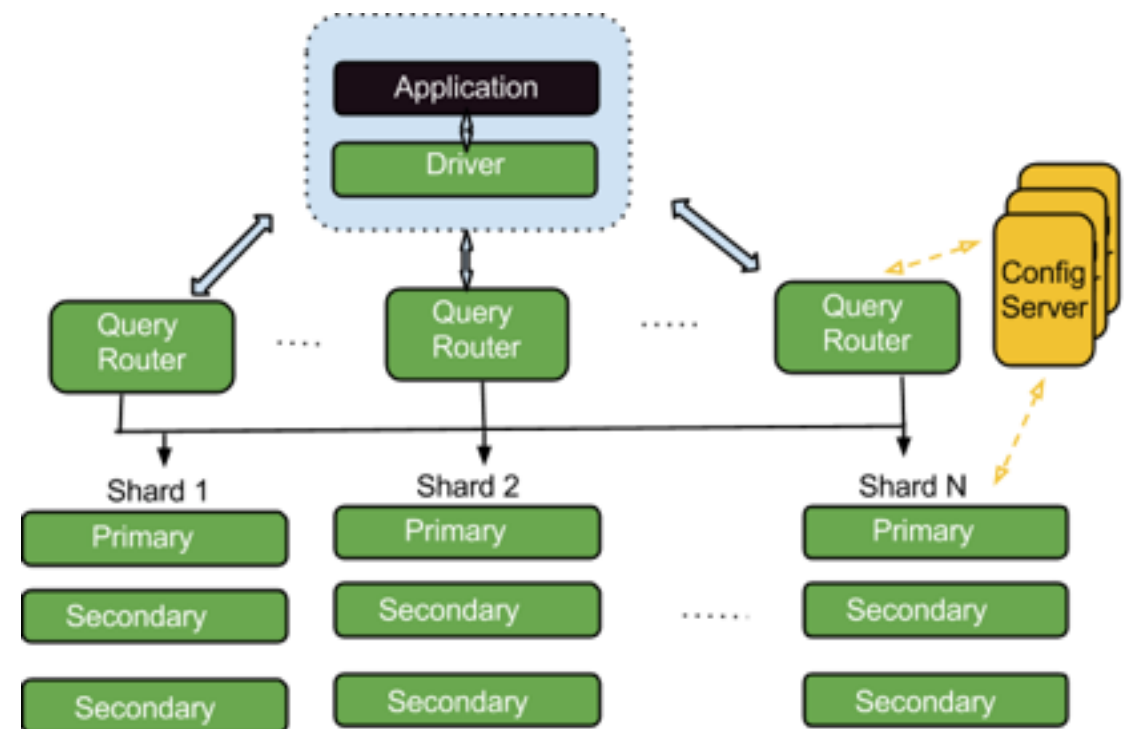 Application
Driver
Query
Router
Query
Router
Query
Router
Config
Server
Shard 1
Shard 2
Shard N
Primary
Primary
Primary
Secondary
Secondary
Secondary
Secondary
Secondary
Secondary